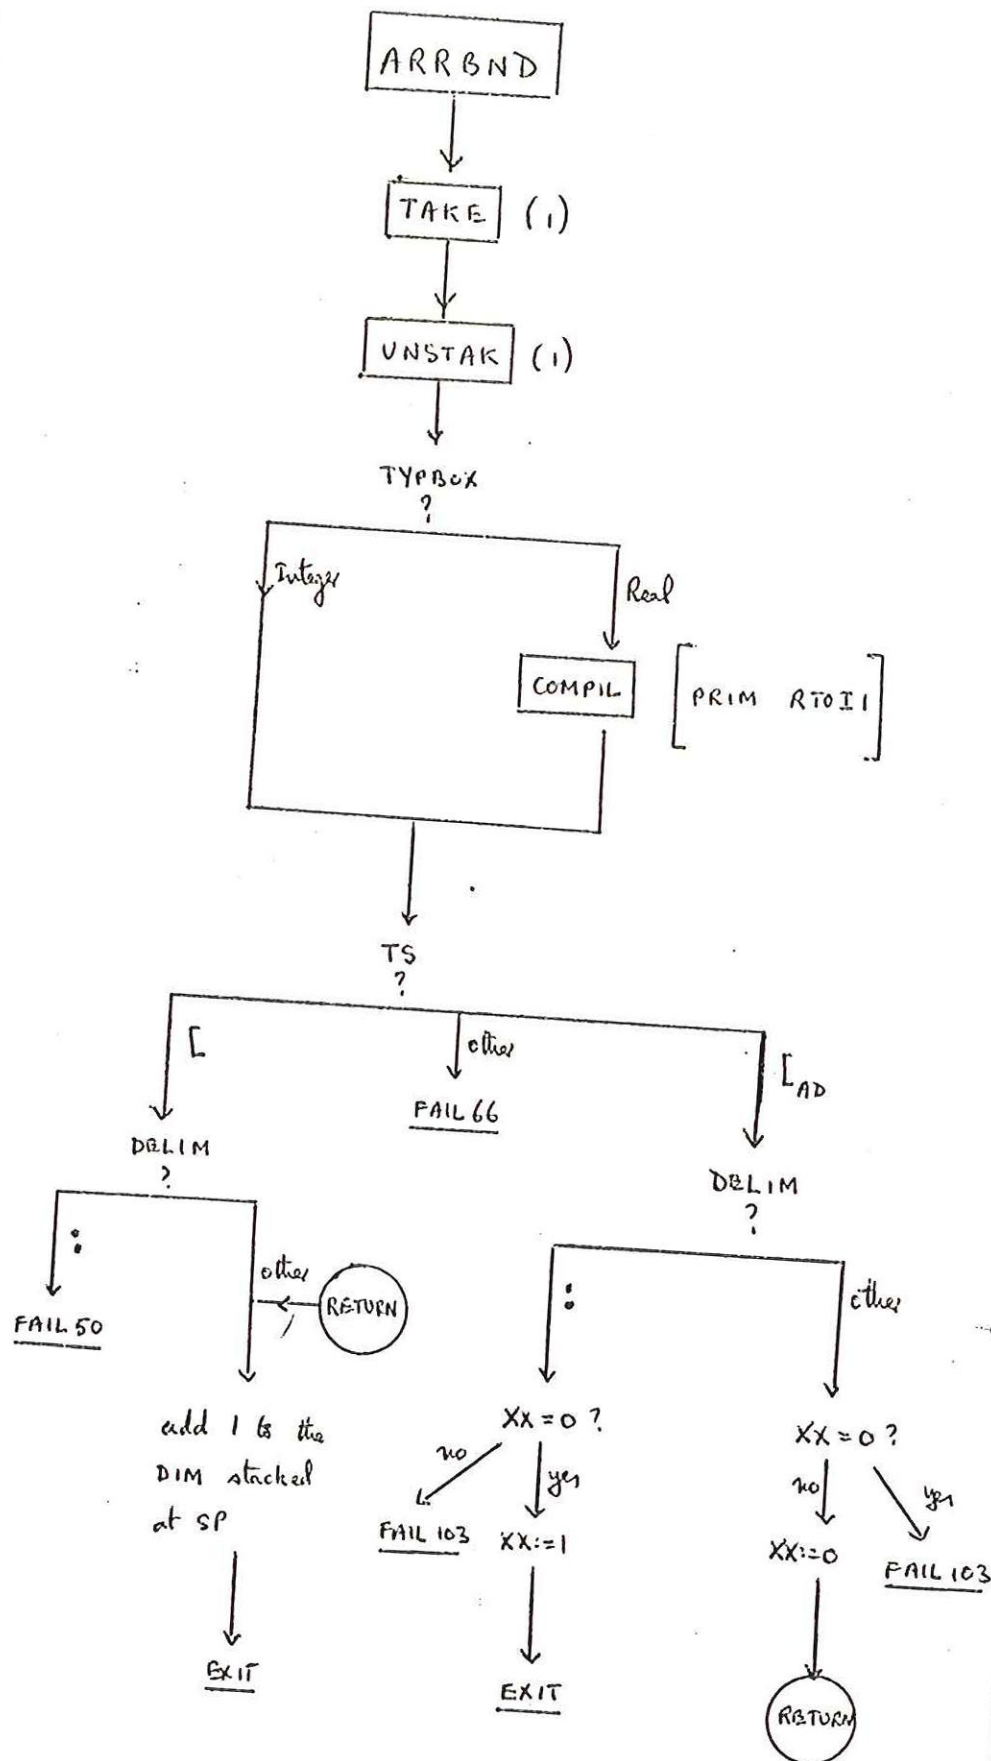 ARRBND
TAKE (1)
UNSTAK (1)
TYPBOX
?
Integer
Real
COMPIL
[PRIM RTOI1]
TS
?
[
other
[AD
FAIL 66
DELIM
?
DELIM
?
:
other
RETURN
:
other
FAIL 50
add 1 to the
DIM stacked
at SP
XX = 0 ?
XX = 0 ?
no
yes
no
yes
FAIL 103
XX:=1
XX:=0
FAIL 103
EXIT
EXIT
RETURN